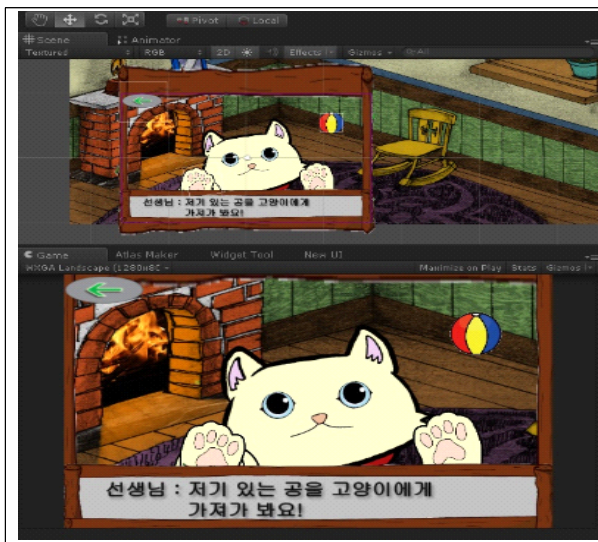 Pivot Local
Scene Animator
Textured RGB 2D Effects Gizmos All
선생님 : 저기 있는 공을 고양이에게
가져가 봐요!
Game Atlas Maker Widget Tool New UI
WXGA Landscape Maximize on Play Stats Gizmos
선생님 : 저기 있는 공을 고양이에게
가져가 봐요!